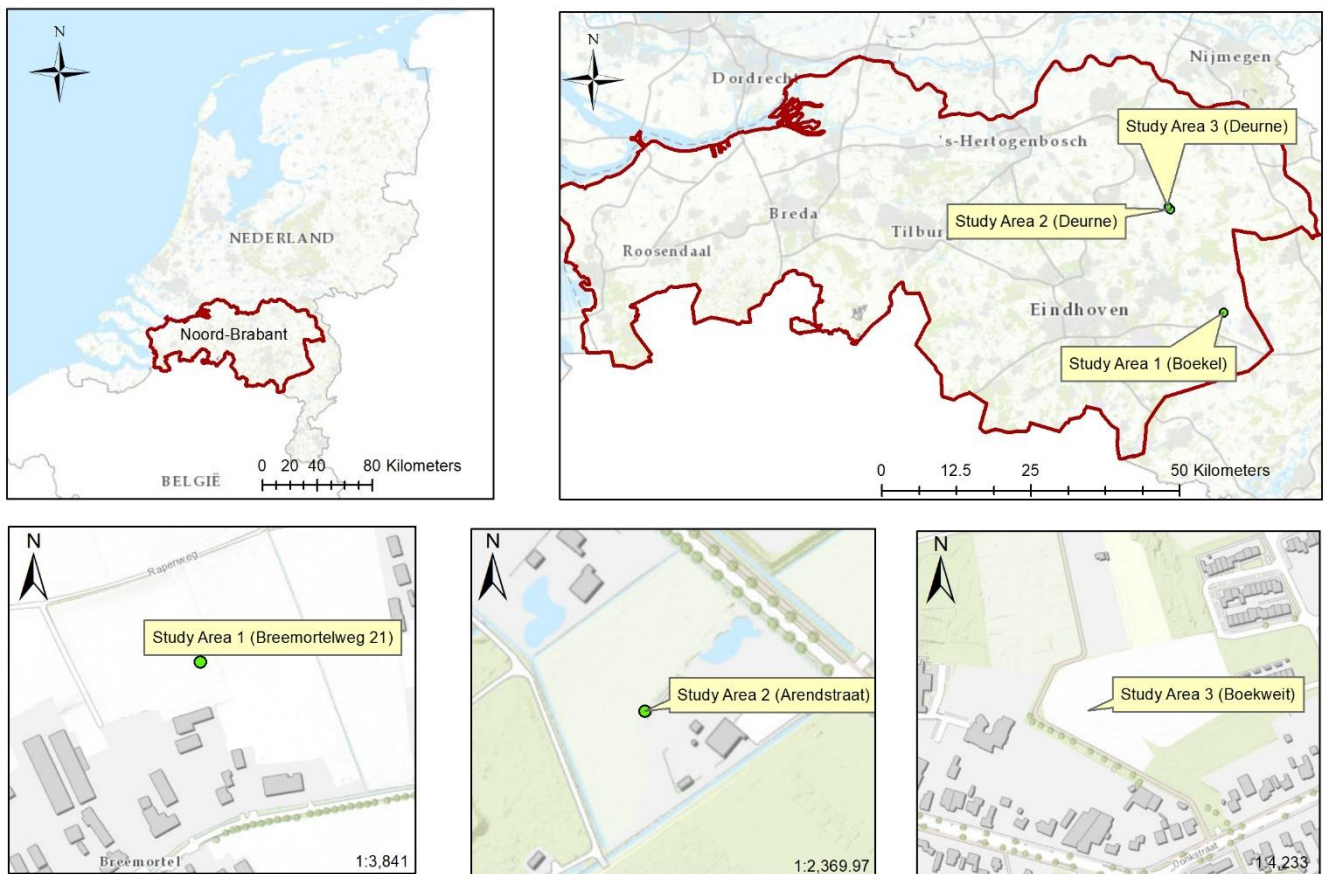 N
NEDERLAND
Noord-Brabant
0 20 40 80 Kilometers
BELGIË
N
Nijmegen
Dordrecht
Study Area 3 (Deurne)
's-Hertogenbosch
Study Area 2 (Deurne)
Breda
Tilbur
Roosendaal
Eindhoven
Study Area 1 (Boekel)
0 12.5 25 50 Kilometers
N
Rapenweg
Study Area 1 (Breemortelweg 21)
Breemortel
1:3,841
N
Study Area 2 (Arendstraat)
1:2,369.97
N
Study Area 3 (Boekweit)
Donkstraat
1:4,233